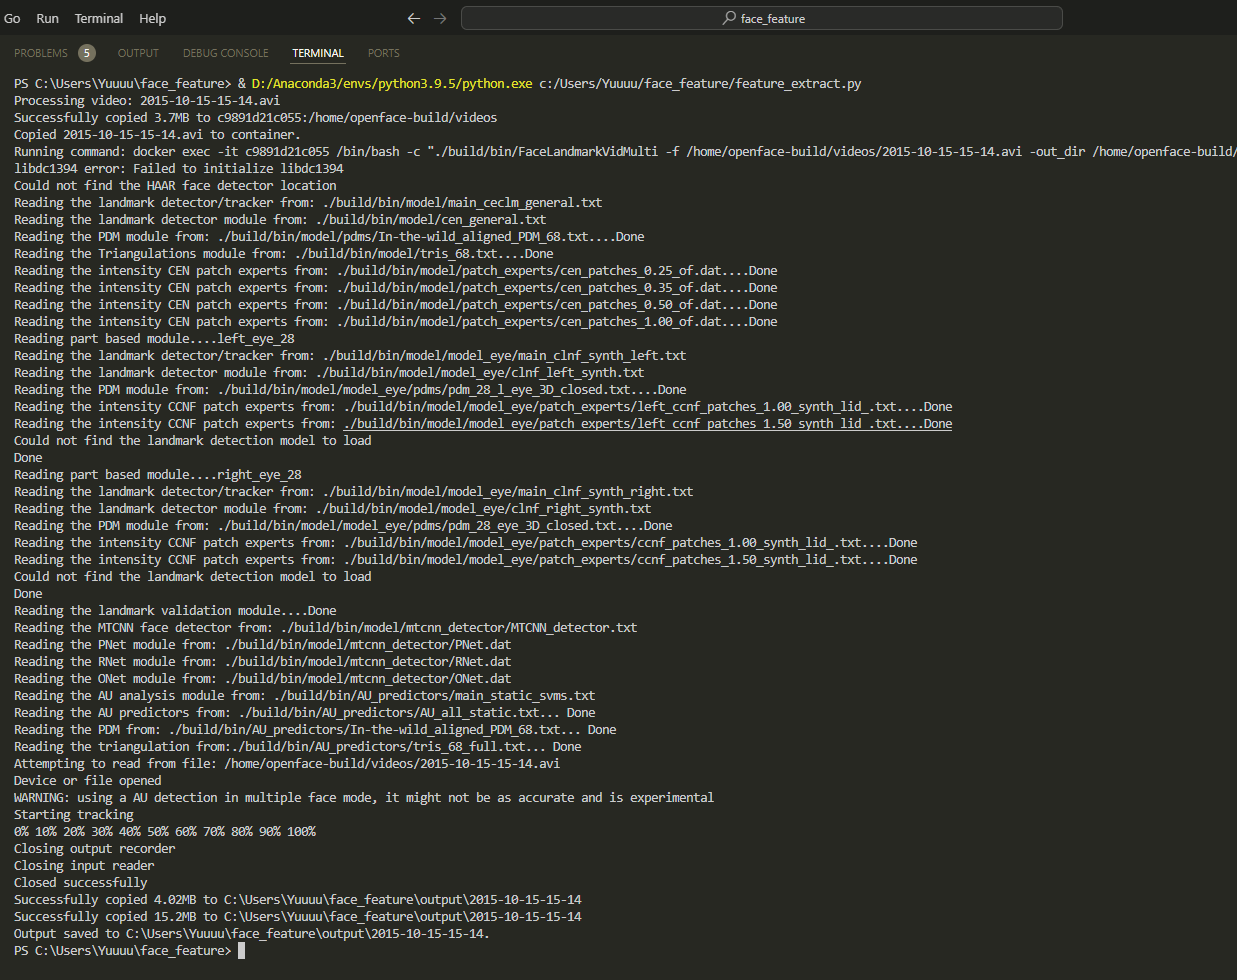 Go Run Terminal Help ← → face_feature
PROBLEMS 5 OUTPUT DEBUG CONSOLE TERMINAL PORTS
PS C:\Users\Yuuuu\face_feature> & D:/Anaconda3/envs/python3.9.5/python.exe c:/Users/Yuuuu/face_feature/feature_extract.py
Processing video: 2015-10-15-15-14.avi
Successfully copied 3.7MB to c9891d21c055:/home/openface-build/videos
Copied 2015-10-15-15-14.avi to container.
Running command: docker exec -it c9891d21c055 /bin/bash -c "./build/bin/FaceLandmarkVidMulti -f /home/openface-build/videos/2015-10-15-15-14.avi -out_dir /home/openface-build/
libdc1394 error: Failed to initialize libdc1394
Could not find the HAAR face detector location
Reading the landmark detector/tracker from: ./build/bin/model/main_ceclm_general.txt
Reading the landmark detector module from: ./build/bin/model/cen_general.txt
Reading the PDM module from: ./build/bin/model/pdms/In-the-wild_aligned_PDM_68.txt....Done
Reading the Triangulations module from: ./build/bin/model/tris_68.txt....Done
Reading the intensity CEN patch experts from: ./build/bin/model/patch_experts/cen_patches_0.25_of.dat....Done
Reading the intensity CEN patch experts from: ./build/bin/model/patch_experts/cen_patches_0.35_of.dat....Done
Reading the intensity CEN patch experts from: ./build/bin/model/patch_experts/cen_patches_0.50_of.dat....Done
Reading the intensity CEN patch experts from: ./build/bin/model/patch_experts/cen_patches_1.00_of.dat....Done
Reading part based module....left_eye_28
Reading the landmark detector/tracker from: ./build/bin/model/model_eye/main_clnf_synth_left.txt
Reading the landmark detector module from: ./build/bin/model/model_eye/clnf_left_synth.txt
Reading the PDM module from: ./build/bin/model/model_eye/pdms/pdm_28_l_eye_3D_closed.txt....Done
Reading the intensity CCNF patch experts from: ./build/bin/model/model_eye/patch_experts/left_ccnf_patches_1.00_synth_lid_.txt....Done
Reading the intensity CCNF patch experts from: ./build/bin/model/model_eye/patch_experts/left_ccnf_patches_1.50_synth_lid_.txt....Done
Could not find the landmark detection model to load
Done
Reading part based module....right_eye_28
Reading the landmark detector/tracker from: ./build/bin/model/model_eye/main_clnf_synth_right.txt
Reading the landmark detector module from: ./build/bin/model/model_eye/clnf_right_synth.txt
Reading the PDM module from: ./build/bin/model/model_eye/pdms/pdm_28_eye_3D_closed.txt....Done
Reading the intensity CCNF patch experts from: ./build/bin/model/model_eye/patch_experts/ccnf_patches_1.00_synth_lid_.txt....Done
Reading the intensity CCNF patch experts from: ./build/bin/model/model_eye/patch_experts/ccnf_patches_1.50_synth_lid_.txt....Done
Could not find the landmark detection model to load
Done
Reading the landmark validation module....Done
Reading the MTCNN face detector from: ./build/bin/model/mtcnn_detector/MTCNN_detector.txt
Reading the PNet module from: ./build/bin/model/mtcnn_detector/PNet.dat
Reading the RNet module from: ./build/bin/model/mtcnn_detector/RNet.dat
Reading the ONet module from: ./build/bin/model/mtcnn_detector/ONet.dat
Reading the AU analysis module from: ./build/bin/AU_predictors/main_static_svms.txt
Reading the AU predictors from: ./build/bin/AU_predictors/AU_all_static.txt... Done
Reading the PDM from: ./build/bin/AU_predictors/In-the-wild_aligned_PDM_68.txt... Done
Reading the triangulation from:./build/bin/AU_predictors/tris_68_full.txt... Done
Attempting to read from file: /home/openface-build/videos/2015-10-15-15-14.avi
Device or file opened
WARNING: using a AU detection in multiple face mode, it might not be as accurate and is experimental
Starting tracking
0% 10% 20% 30% 40% 50% 60% 70% 80% 90% 100%
Closing output recorder
Closing input reader
Closed successfully
Successfully copied 4.02MB to C:\Users\Yuuuu\face_feature\output\2015-10-15-15-14
Successfully copied 15.2MB to C:\Users\Yuuuu\face_feature\output\2015-10-15-15-14
Output saved to C:\Users\Yuuuu\face_feature\output\2015-10-15-15-14.
PS C:\Users\Yuuuu\face_feature>